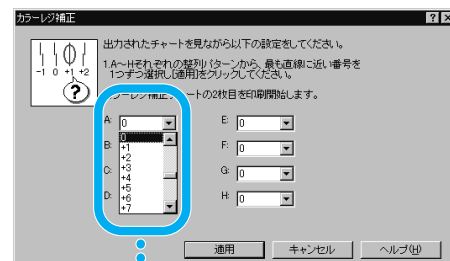 カラーレジ補正
出力されたチャートを見ながら以下の設定をしてください。
1.A～Hそれぞれの整列パターンから、最も直線に近い番号を
1つずつ選択し[適用]をクリックしてください。
カラーレジ補正チャートの2枚目を印刷開始します。
-1 0 +1 +2
?
A: 0
0
+1
+2
+3
+4
+5
+6
+7
B:
C:
D:
E: 0
F: 0
G: 0
H: 0
適用
キャンセル
ヘルプ(H)